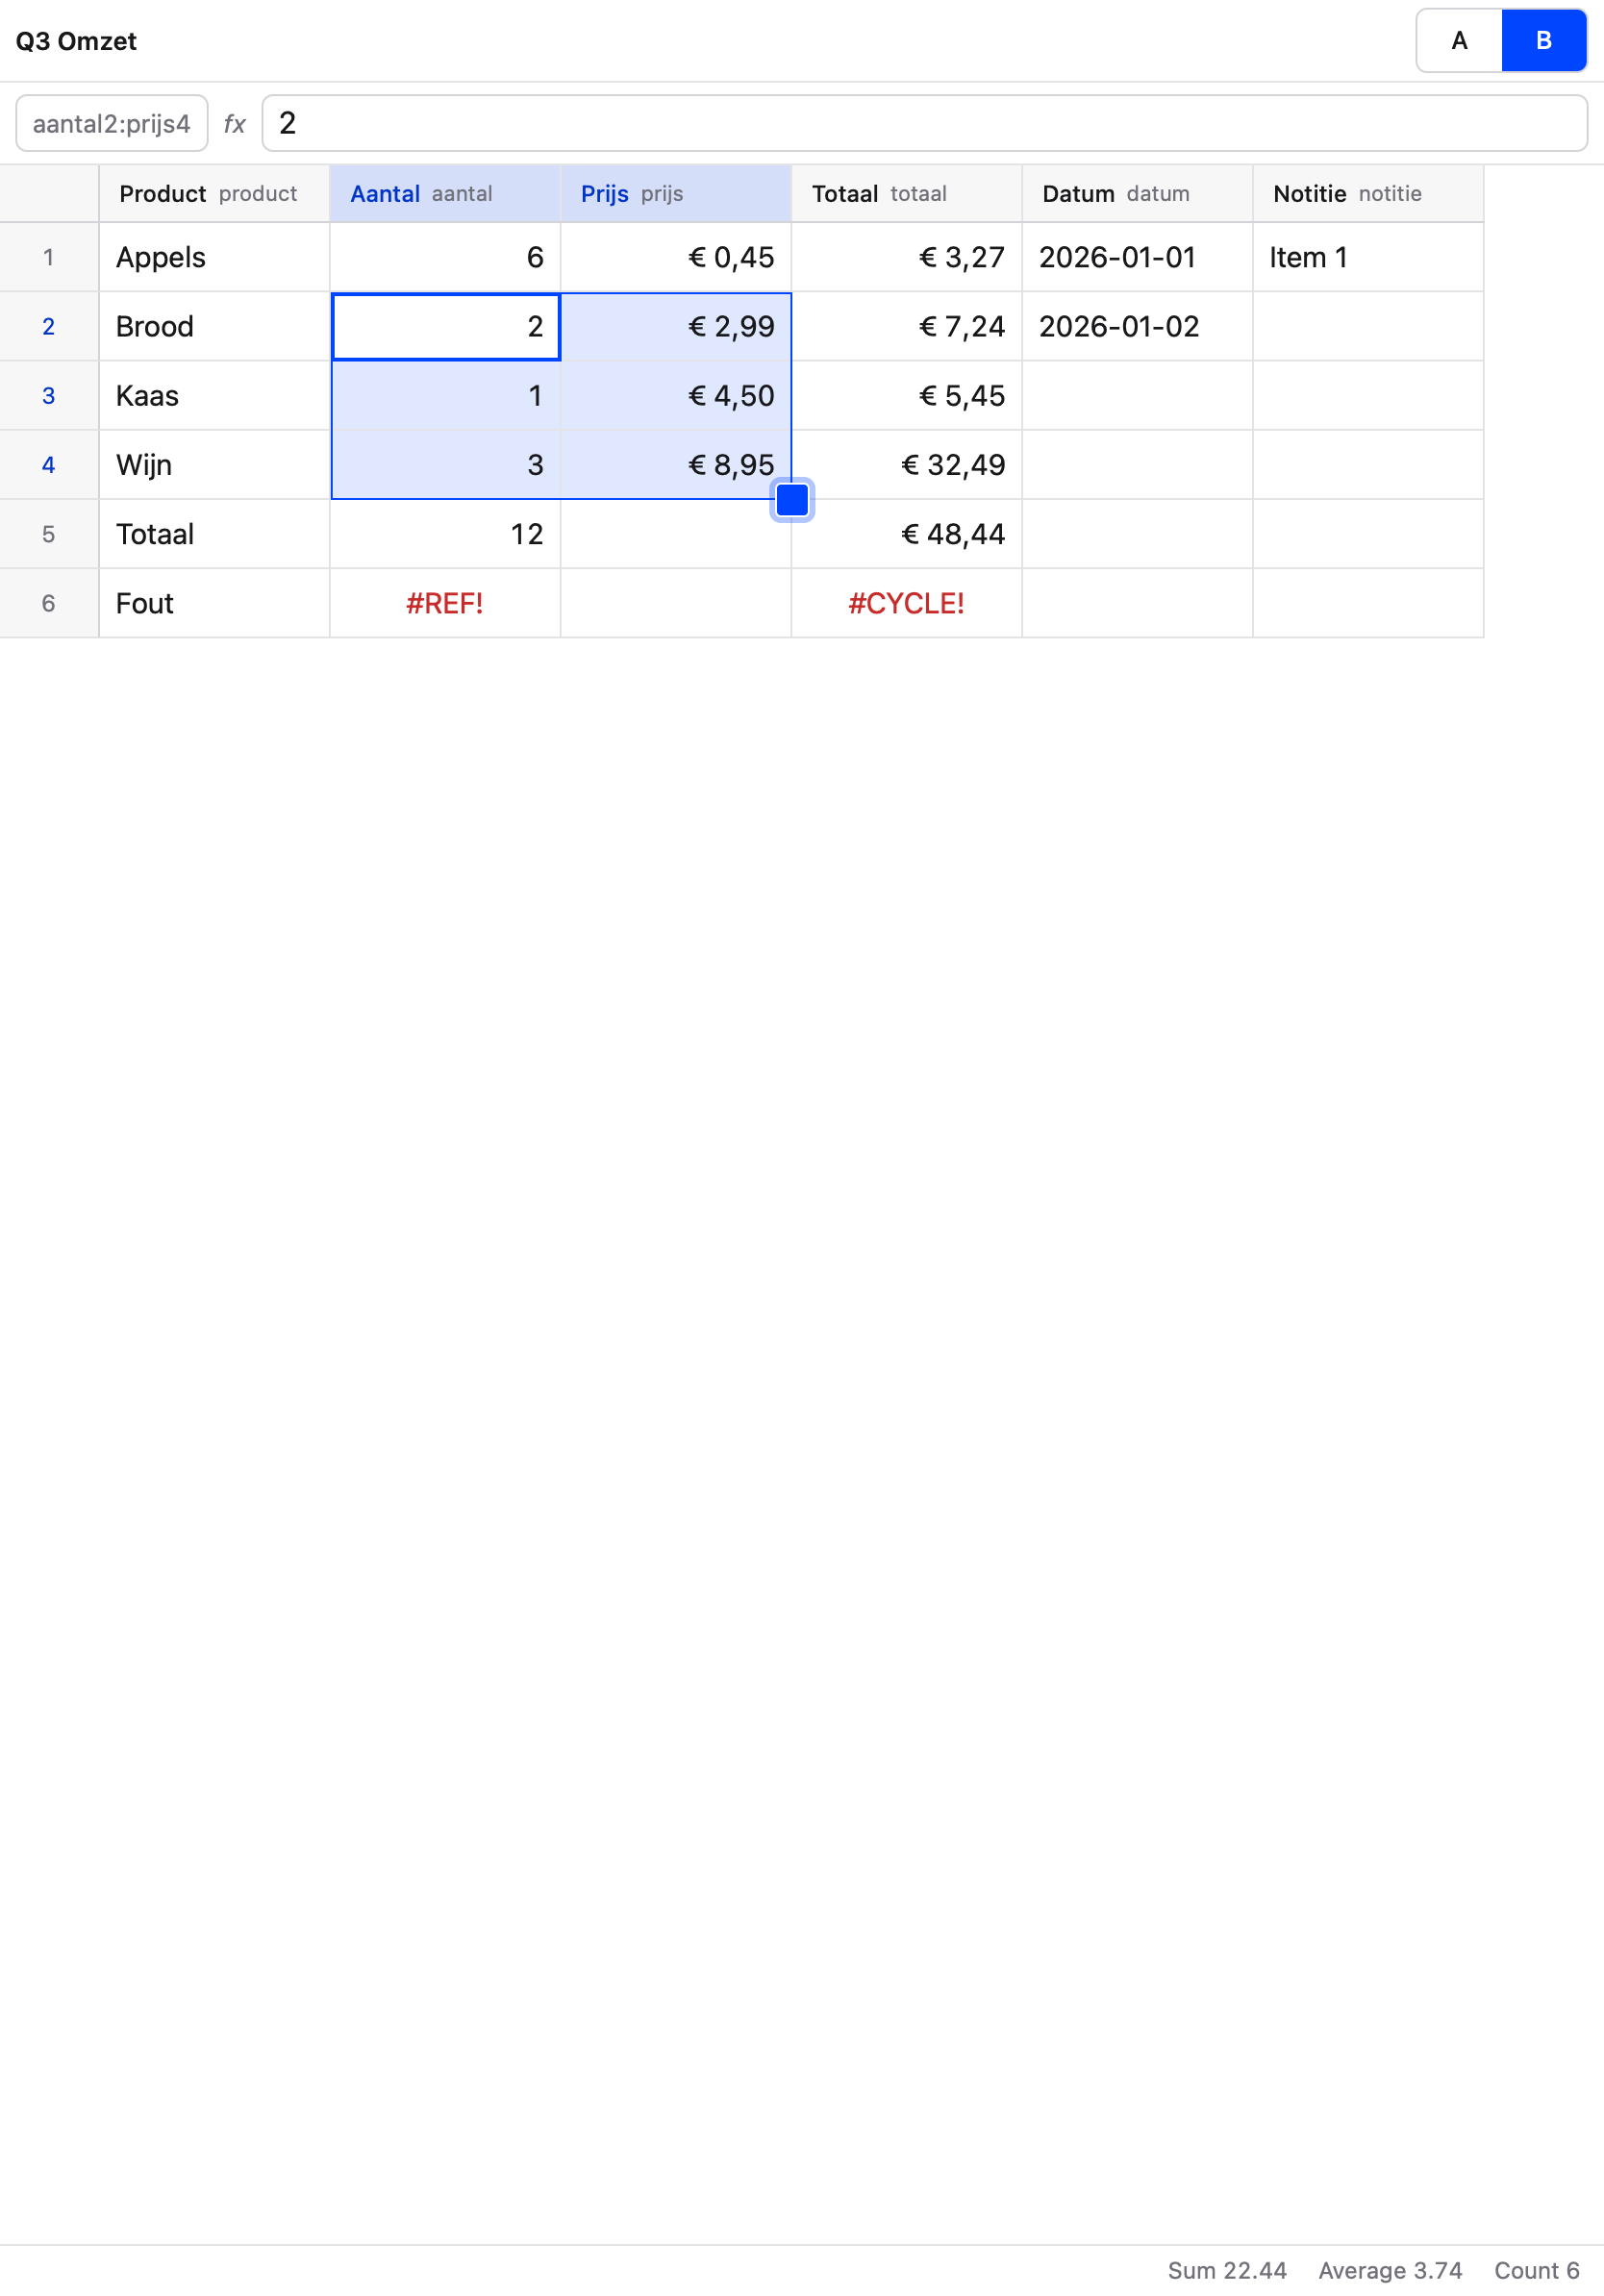 Q3 Omzet A B
aantal2:prijs4 fx 2
Product product Aantal aantal Prijs prijs Totaal totaal Datum datum Notitie notitie
1 Appels 6 € 0,45 € 3,27 2026-01-01 Item 1
2 Brood 2 € 2,99 € 7,24 2026-01-02
3 Kaas 1 € 4,50 € 5,45
4 Wijn 3 € 8,95 € 32,49
5 Totaal 12 € 48,44
6 Fout #REF! #CYCLE!
Sum 22.44 Average 3.74 Count 6